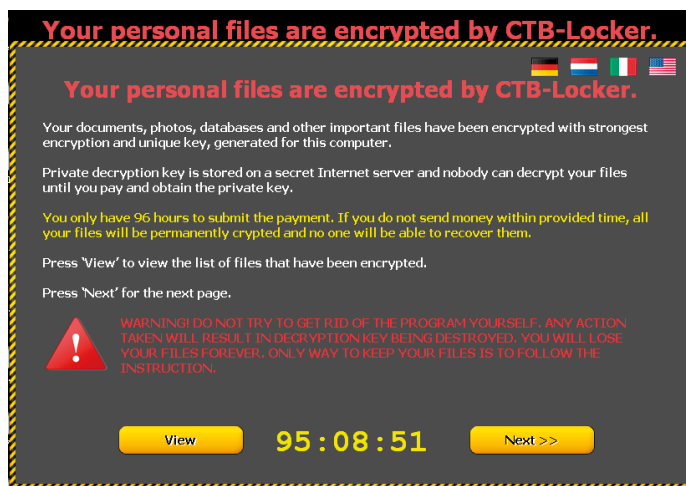 Your personal files are encrypted by CTB-Locker.
Your personal files are encrypted by CTB-Locker.
Your documents, photos, databases and other important files have been encrypted with strongest
encryption and unique key, generated for this computer.
Private decryption key is stored on a secret Internet server and nobody can decrypt your files
until you pay and obtain the private key.
You only have 96 hours to submit the payment. If you do not send money within provided time, all
your files will be permanently crypted and no one will be able to recover them.
Press 'View' to view the list of files that have been encrypted.
Press 'Next' for the next page.
WARNING! DO NOT TRY TO GET RID OF THE PROGRAM YOURSELF. ANY ACTION
TAKEN WILL RESULT IN DECRYPTION KEY BEING DESTROYED. YOU WILL LOSE
YOUR FILES FOREVER. ONLY WAY TO KEEP YOUR FILES IS TO FOLLOW THE
INSTRUCTION.
View
95:08:51
Next >>